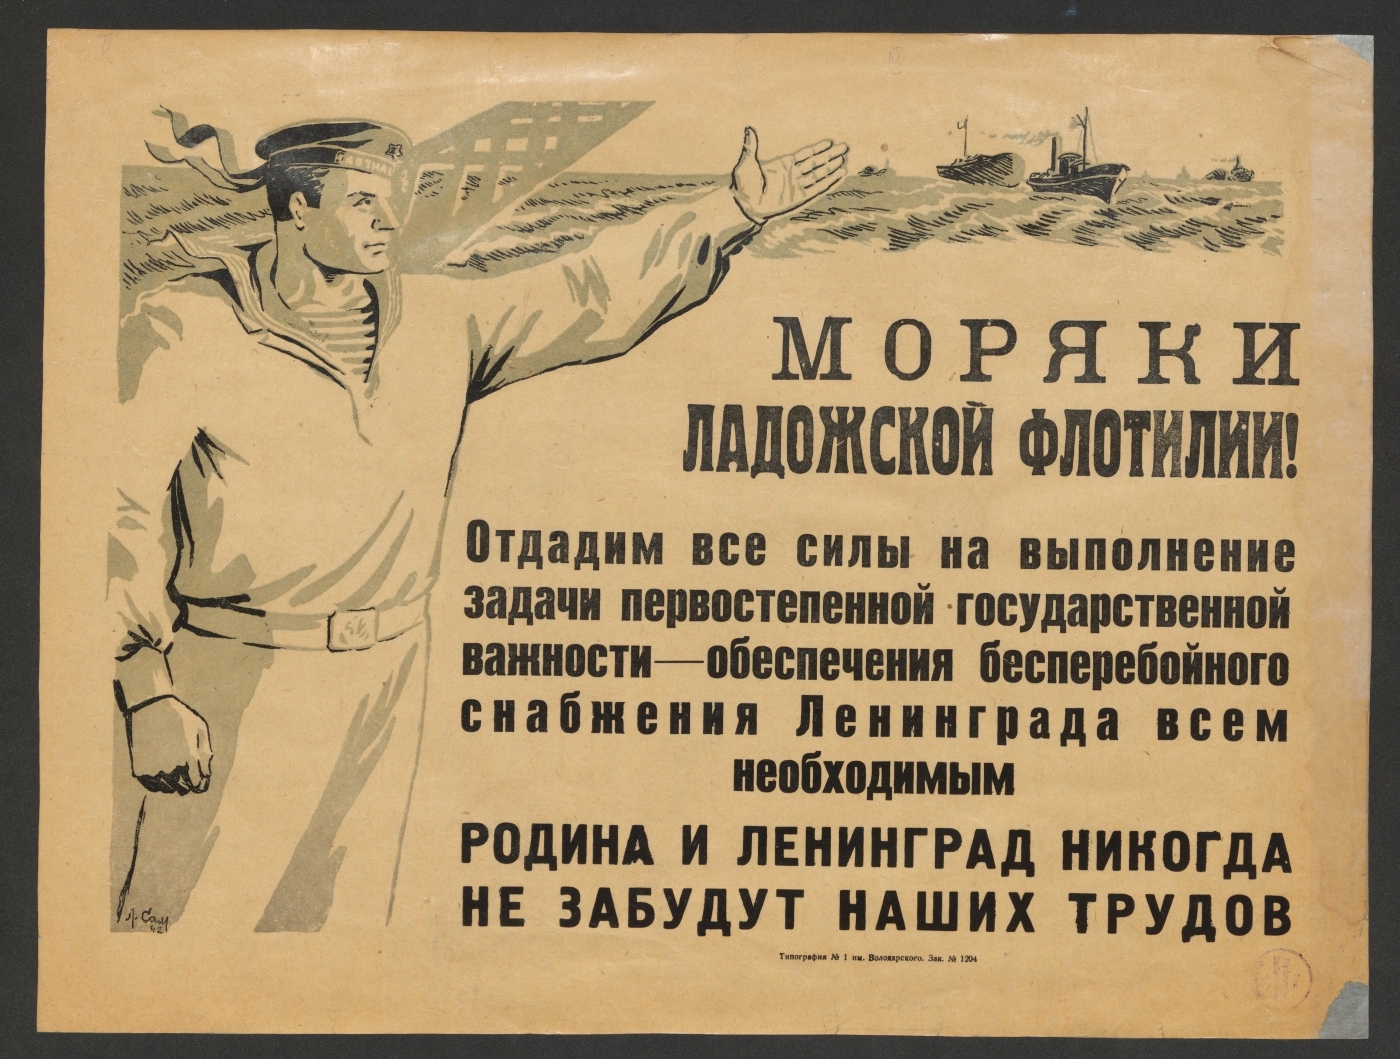 МОРЯКИ
ЛАДОЖСКОЙ ФЛОТИЛИИ!
Отдадим все силы на выполнение
задачи первостепенной государственной
важности—обеспечения бесперебойного
снабжения Ленинграда всем
необходимым
РОДИНА И ЛЕНИНГРАД НИКОГДА
НЕ ЗАБУДУТ НАШИХ ТРУДОВ
Типография № 1 им. Володарского. Зак. № 1204
42